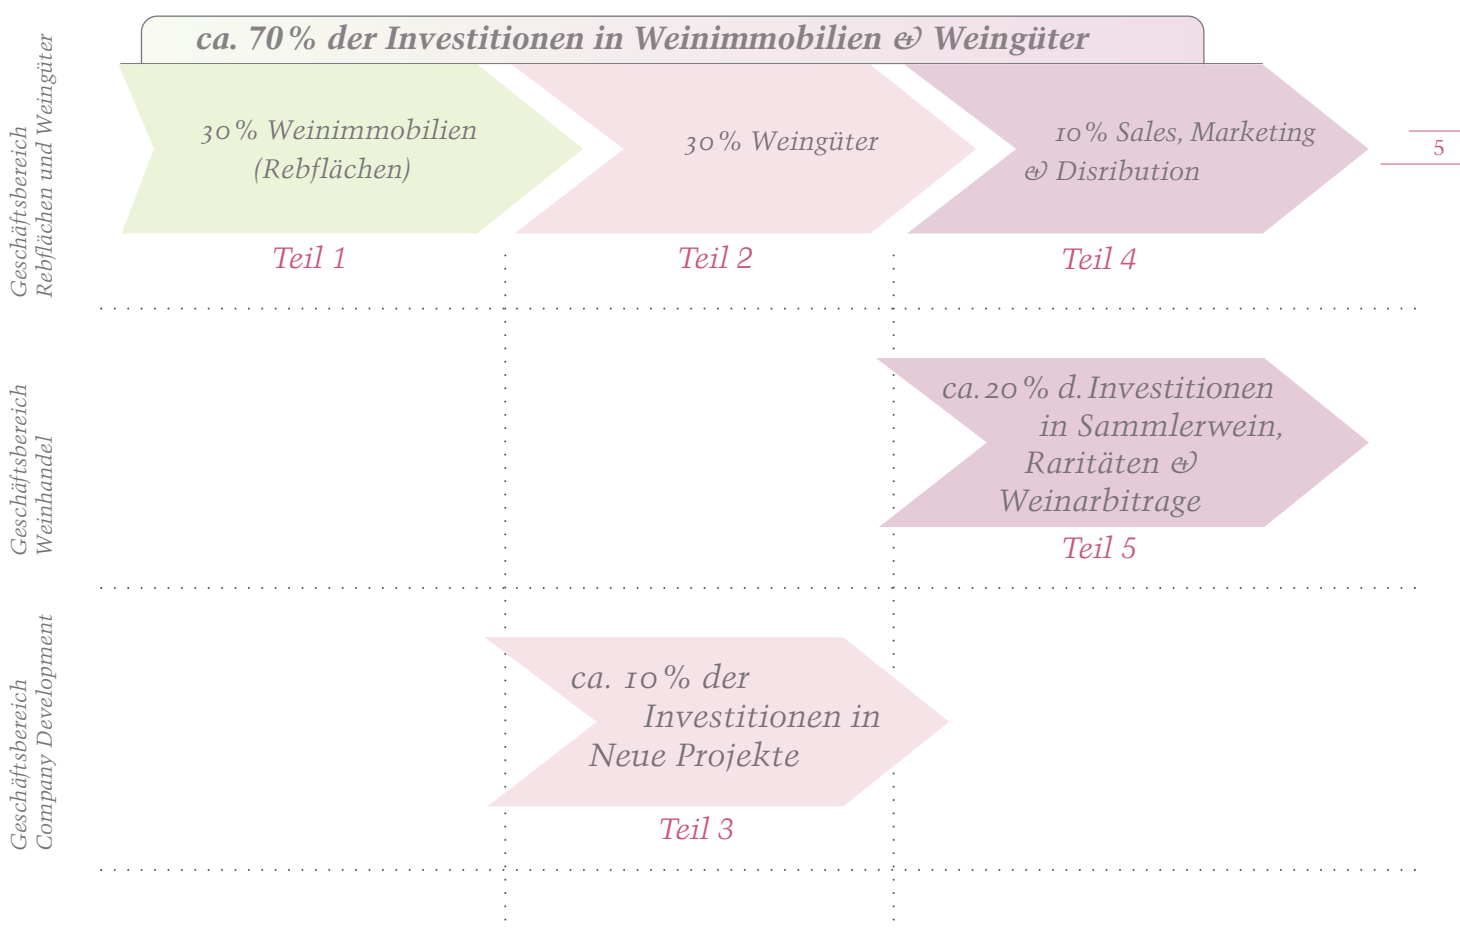 ca. 70 % der Investitionen in Weinimmobilien & Weingüter
Geschäftsbereich
Rebflächen und Weingüter
30 % Weinimmobilien
(Rebflächen)
30 % Weingüter
10% Sales, Marketing
& Disribution
5
Teil 1
Teil 2
Teil 4
Geschäftsbereich
Weinhandel
ca. 20 % d. Investitionen
in Sammlerwein,
Raritäten &
Weinarbitrage
Teil 5
Geschäftsbereich
Company Development
ca. 10 % der
Investitionen in
Neue Projekte
Teil 3